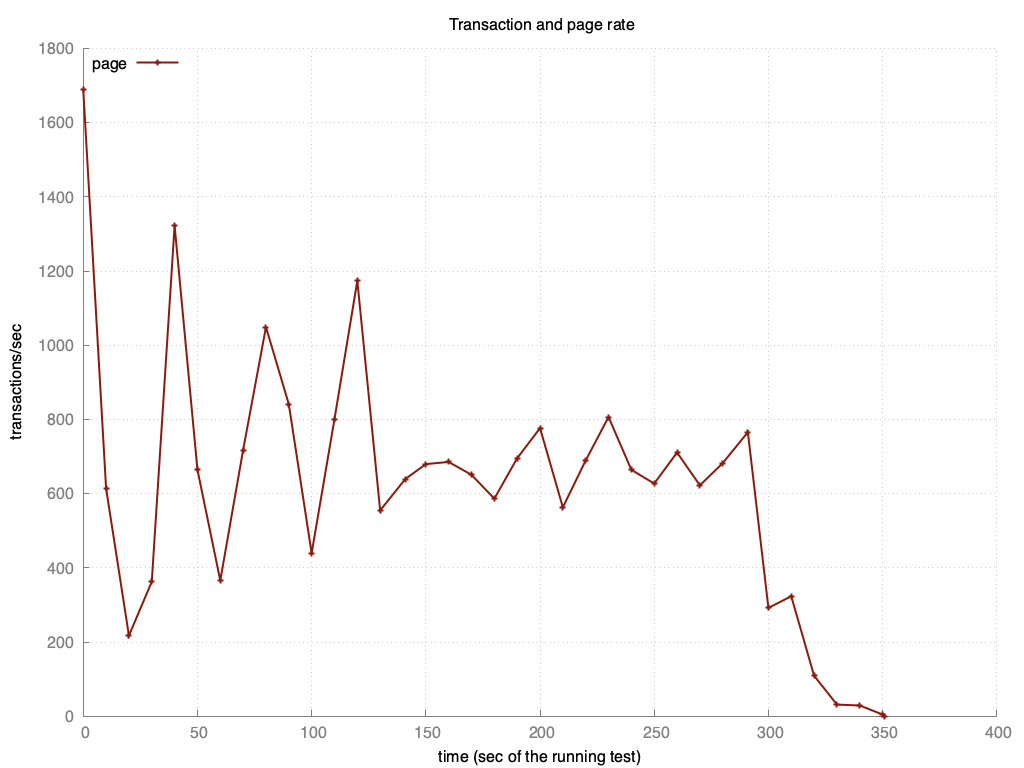 Transaction and page rate
page
1800
1600
1400
1200
1000
800
600
400
200
0
transactions/sec
0 50 100 150 200 250 300 350 400
time (sec of the running test)